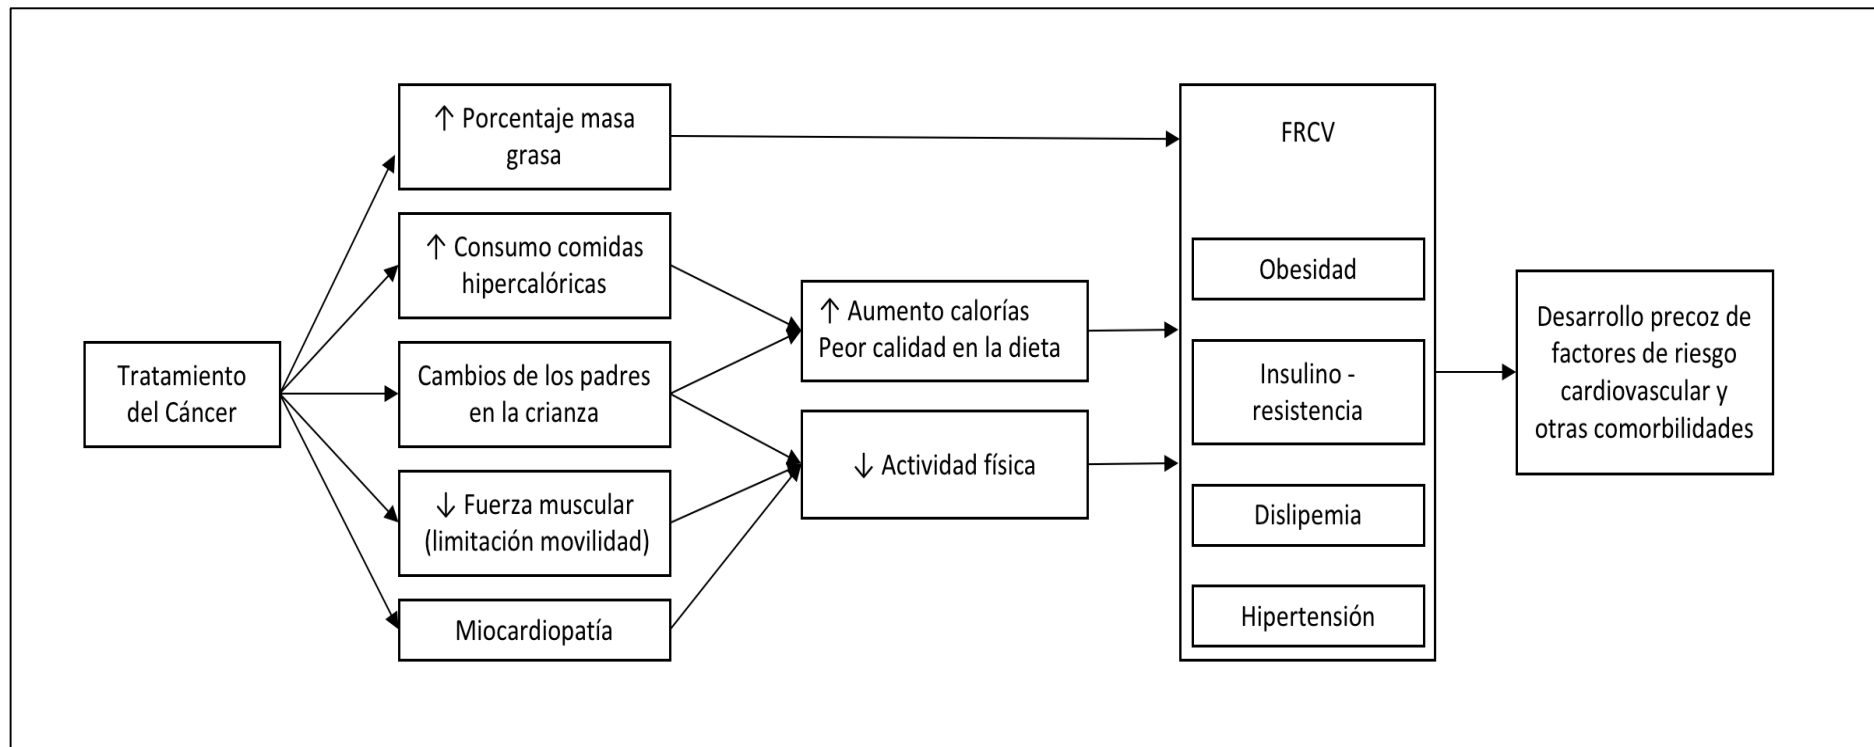 Tratamiento
del Cáncer
↑ Porcentaje masa
grasa
↑ Consumo comidas
hipercalóricas
Cambios de los padres
en la crianza
↓ Fuerza muscular
(limitación movilidad)
Miocardiopatía
↑ Aumento calorías
Peor calidad en la dieta
↓ Actividad física
FRCV
Obesidad
Insulino -
resistencia
Dislipemia
Hipertensión
Desarrollo precoz de
factores de riesgo
cardiovascular y
otras comorbilidades